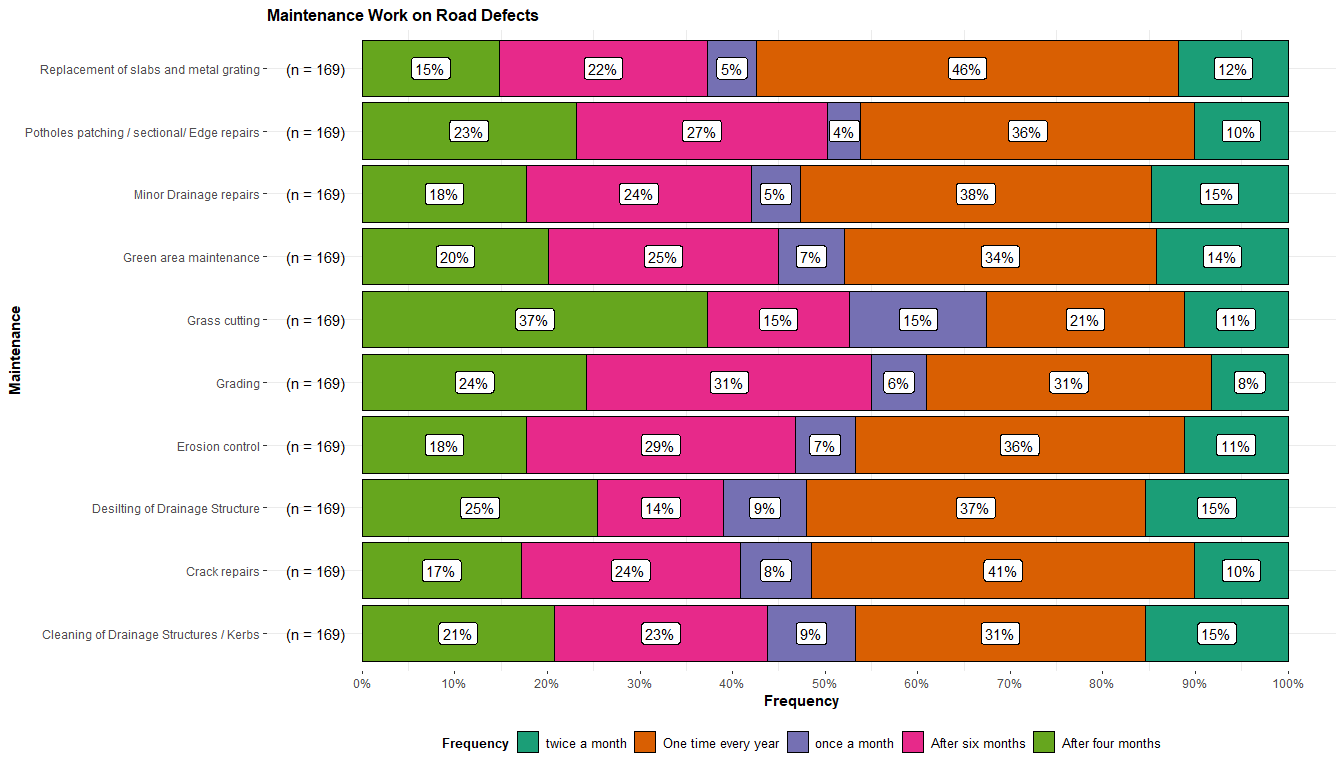 Maintenance Work on Road Defects
Replacement of slabs and metal grating (n = 169) 15% 22% 5% 46% 12%
Potholes patching / sectional/ Edge repairs (n = 169) 23% 27% 4% 36% 10%
Minor Drainage repairs (n = 169) 18% 24% 5% 38% 15%
Green area maintenance (n = 169) 20% 25% 7% 34% 14%
Grass cutting (n = 169) 37% 15% 15% 21% 11%
Grading (n = 169) 24% 31% 6% 31% 8%
Erosion control (n = 169) 18% 29% 7% 36% 11%
Desilting of Drainage Structure (n = 169) 25% 14% 9% 37% 15%
Crack repairs (n = 169) 17% 24% 8% 41% 10%
Cleaning of Drainage Structures / Kerbs (n = 169) 21% 23% 9% 31% 15%
Maintenance
0% 10% 20% 30% 40% 50% 60% 70% 80% 90% 100%
Frequency
Frequency twice a month One time every year once a month After six months After four months